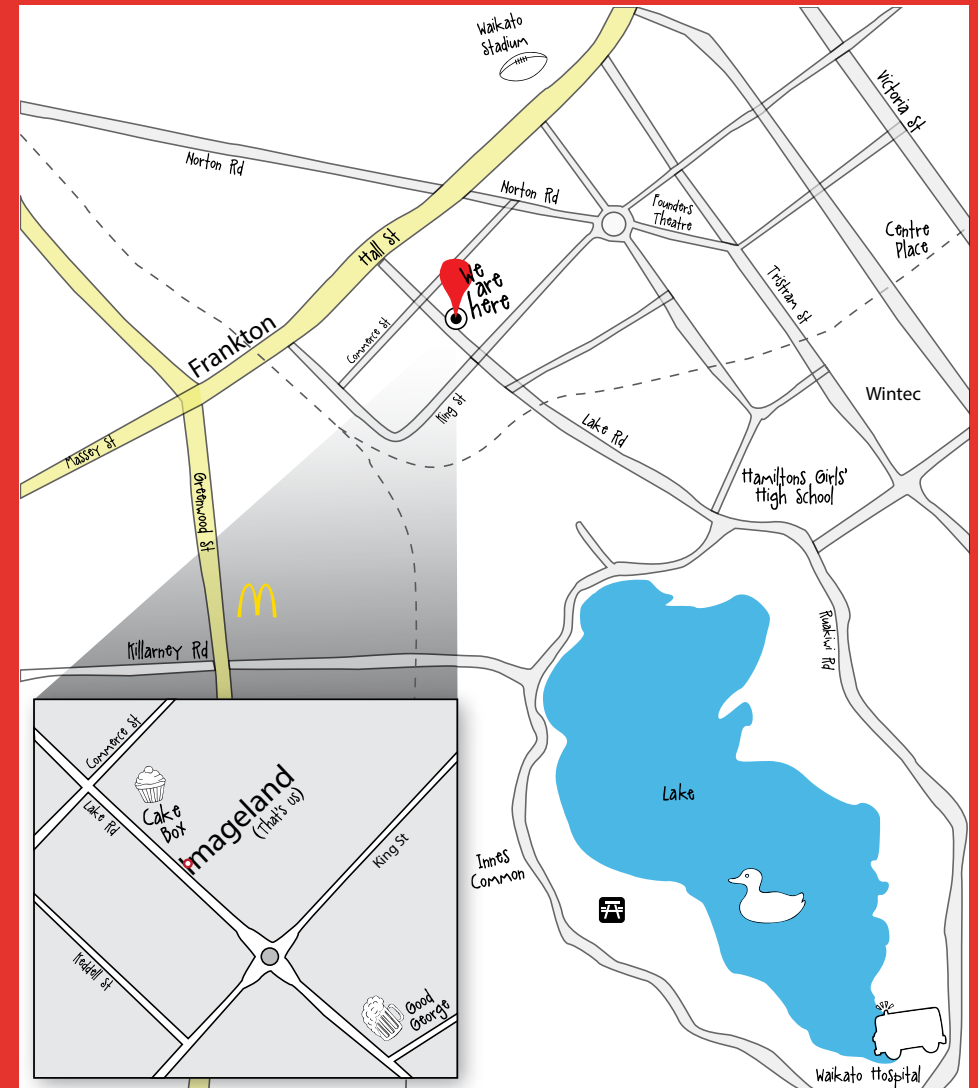 Waikato
Stadium
Victoria St
Norton Rd
Norton Rd
Founders
Theatre
Centre
Place
Hall St
We
are
here
Tristram St
Commerce St
Frankton
Wintec
King St
Lake Rd
Massey St
Hamiltons Girls'
High School
Greenwood St
Ruakiwi Rd
Killarney Rd
Commerce St
Cake
Box
Lake Rd
Imageland
(That's us)
King St
Lake
Innes
Common
Keddell St
Good
George
Waikato Hospital